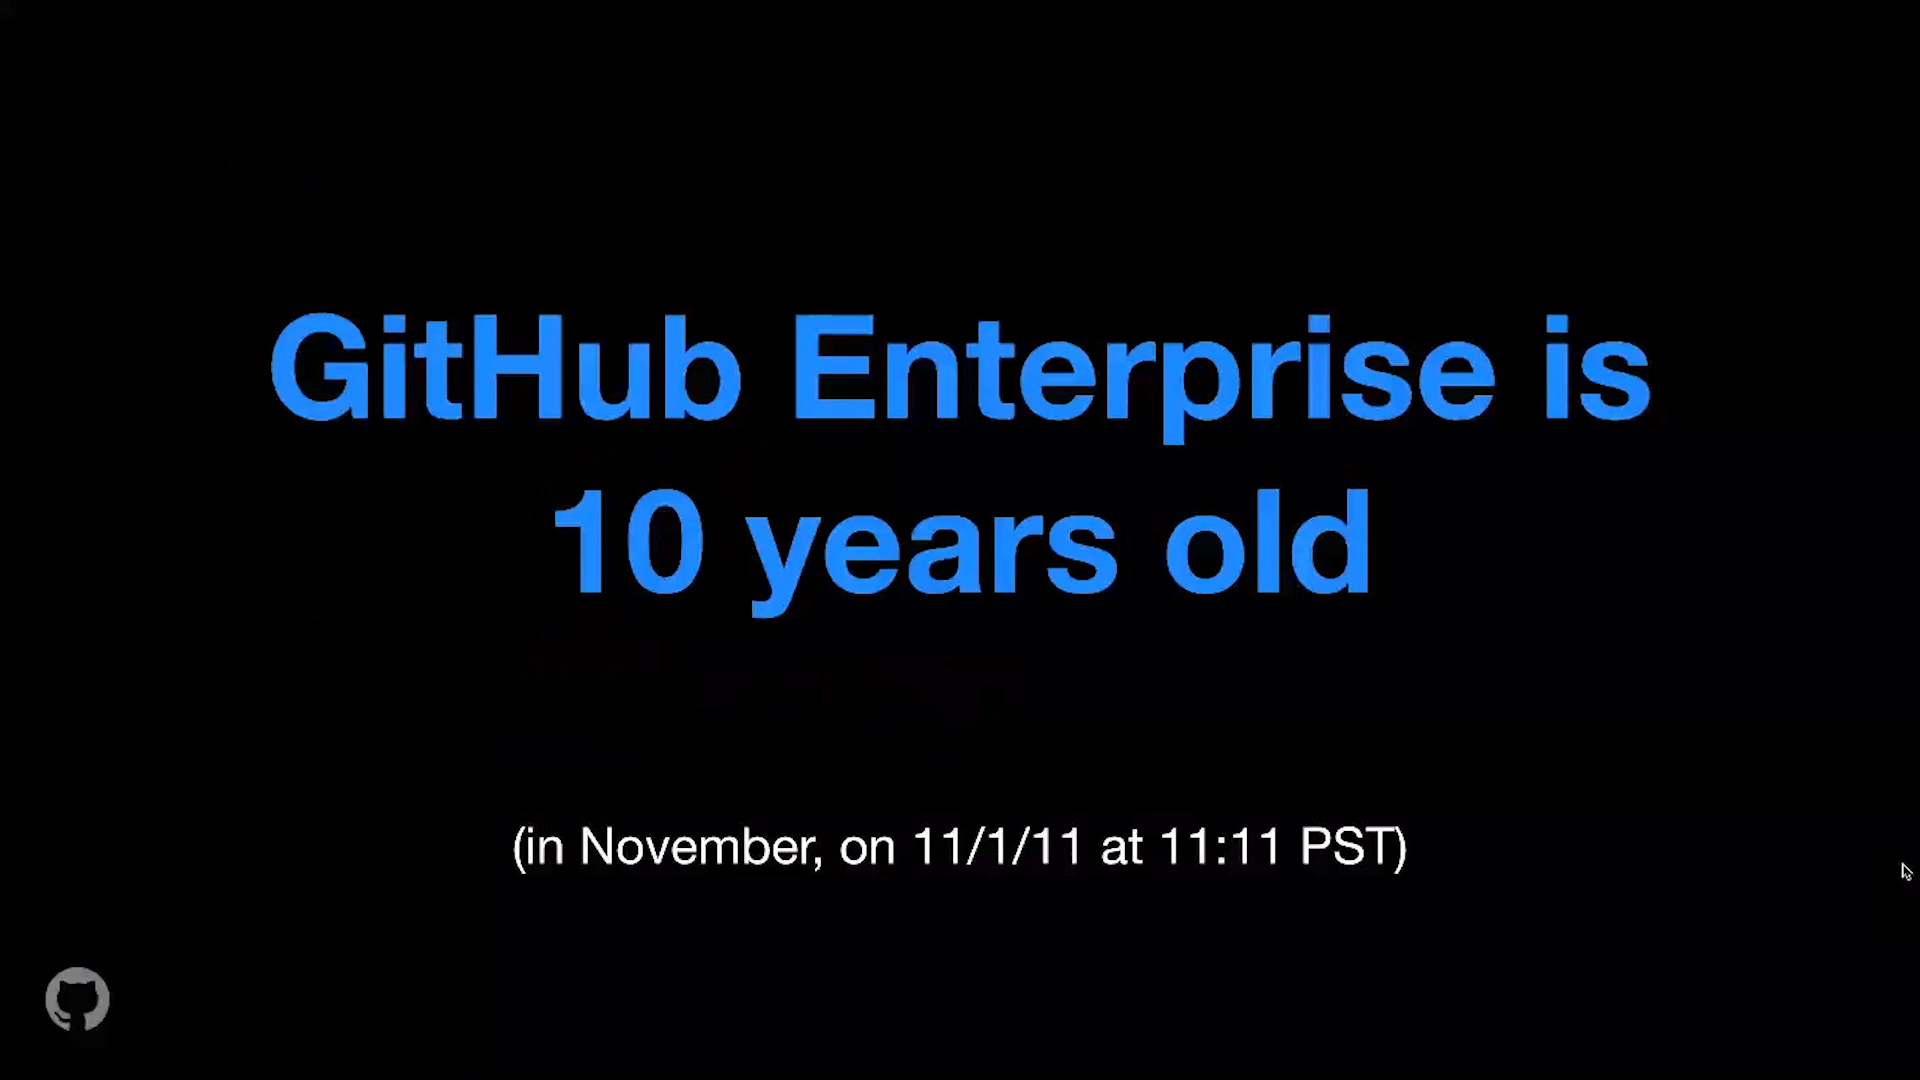 GitHub Enterprise is
10 years old
(in November, on 11/1/11 at 11:11 PST)